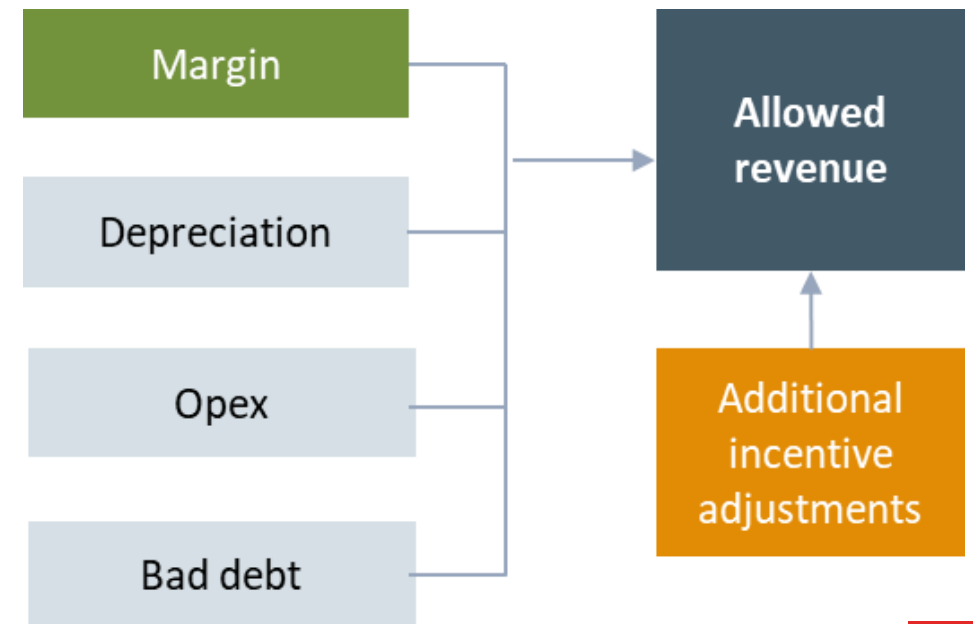 Margin
Depreciation
Opex
Bad debt
Allowed
revenue
Additional
incentive
adjustments